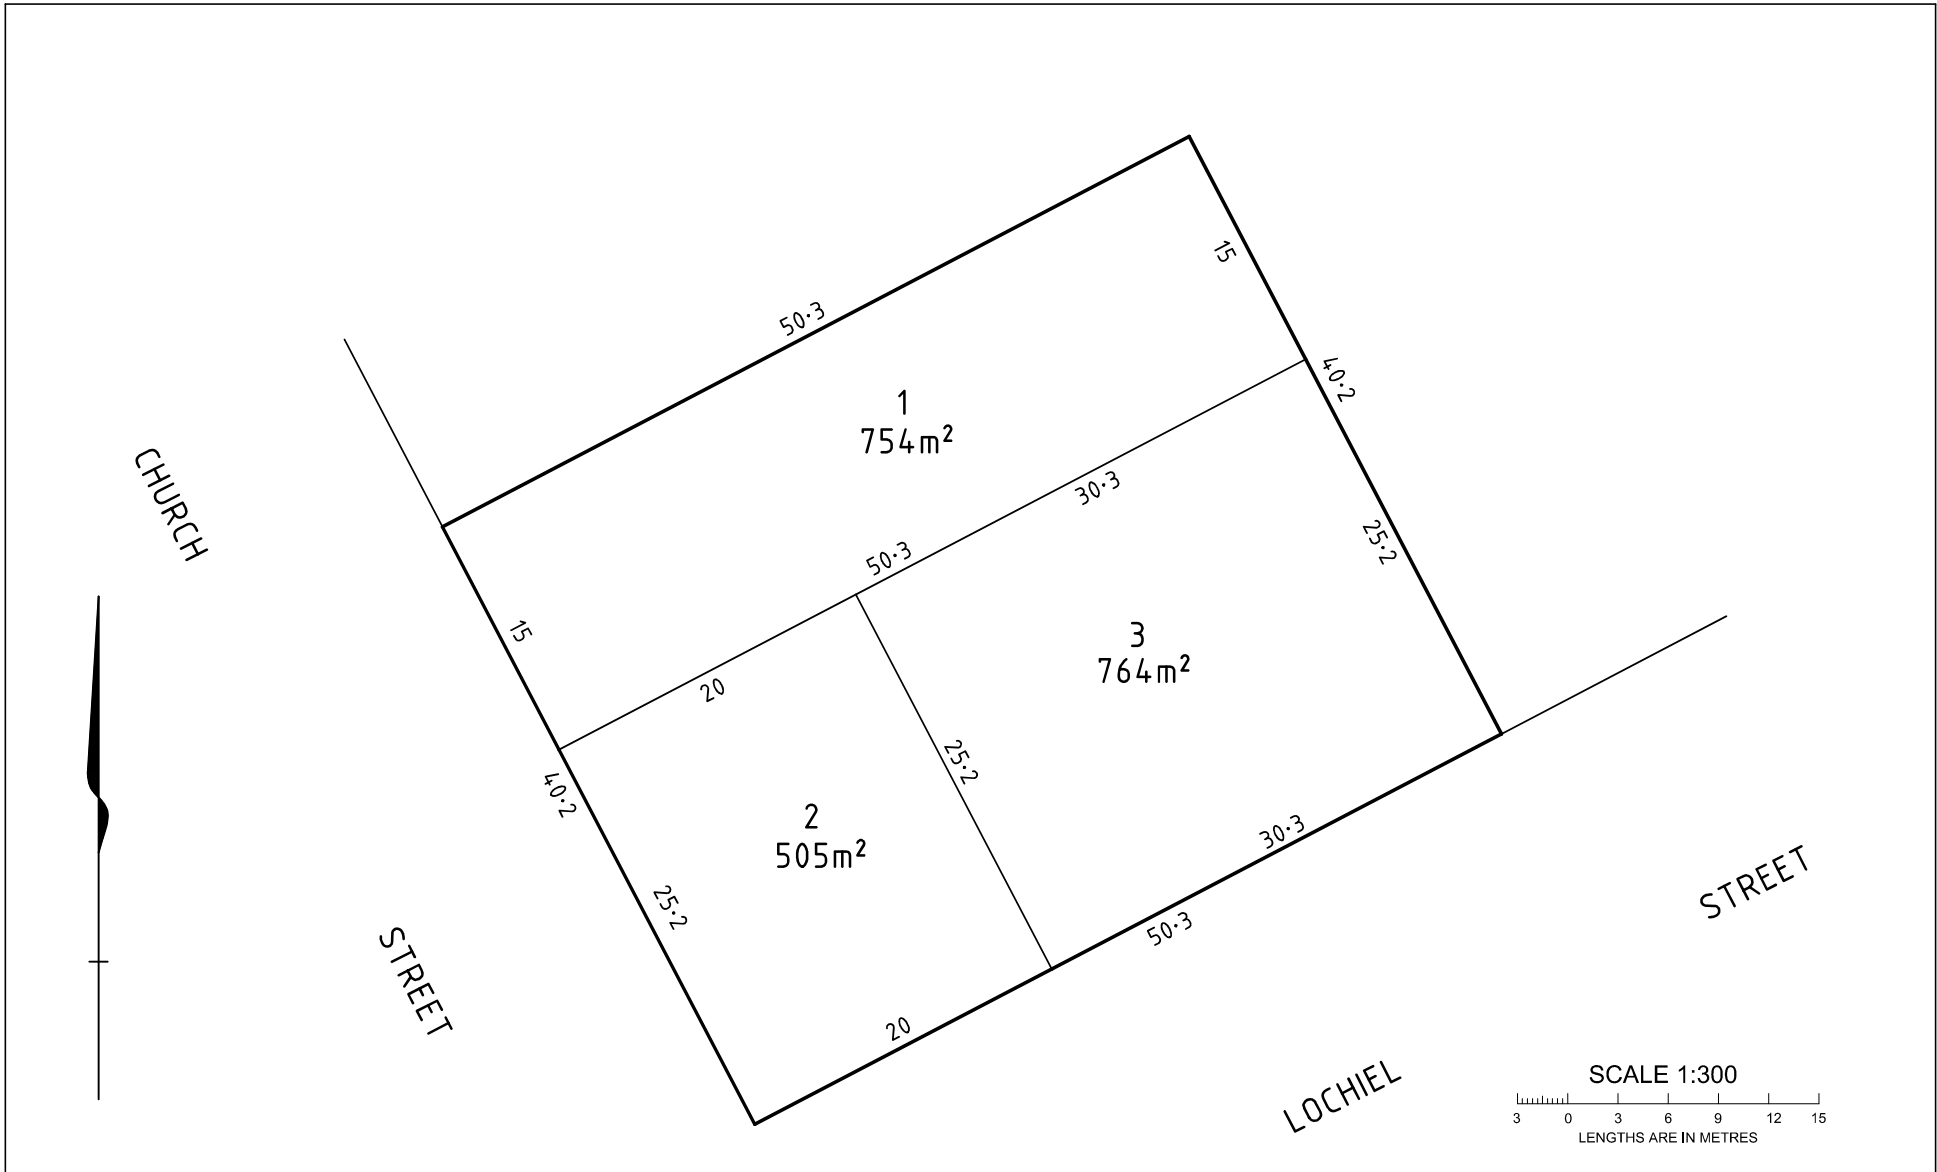 50·3
15
1
754m²
40·2
CHURCH
30·3
50·3
25·2
15
3
764m²
20
25·2
40·2
2
505m²
30·3
25·2
STREET
50·3
STREET
20
LOCHIEL
SCALE 1:300
3 0 3 6 9 12 15
LENGTHS ARE IN METRES